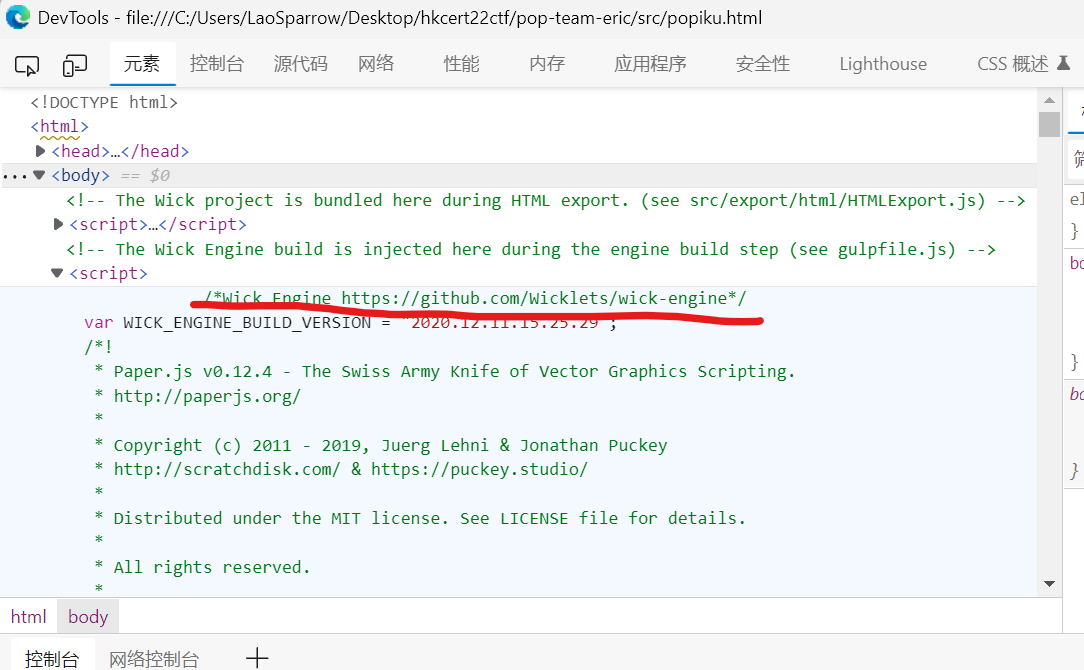 DevTools - file:///C:/Users/LaoSparrow/Desktop/hkcert22ctf/pop-team-eric/src/popiku.html
元素 控制台 源代码 网络 性能 内存 应用程序 安全性 Lighthouse CSS 概述
<!DOCTYPE html>
<html>
<head>…</head>
<body> == $0
<!-- The Wick project is bundled here during HTML export. (see src/export/html/HTMLExport.js) -->
<script>…</script>
<!-- The Wick Engine build is injected here during the engine build step (see gulpfile.js) -->
<script>
/*Wick Engine https://github.com/Wicklets/wick-engine*/
var WICK_ENGINE_BUILD_VERSION = "2020.12.11.15.25.29";
/*!
* Paper.js v0.12.4 - The Swiss Army Knife of Vector Graphics Scripting.
* http://paperjs.org/
*
* Copyright (c) 2011 - 2019, Juerg Lehni & Jonathan Puckey
* http://scratchdisk.com/ & https://puckey.studio/
*
* Distributed under the MIT license. See LICENSE file for details.
*
* All rights reserved.
*
el
}
bo
}
bo
}
html body
控制台 网络控制台